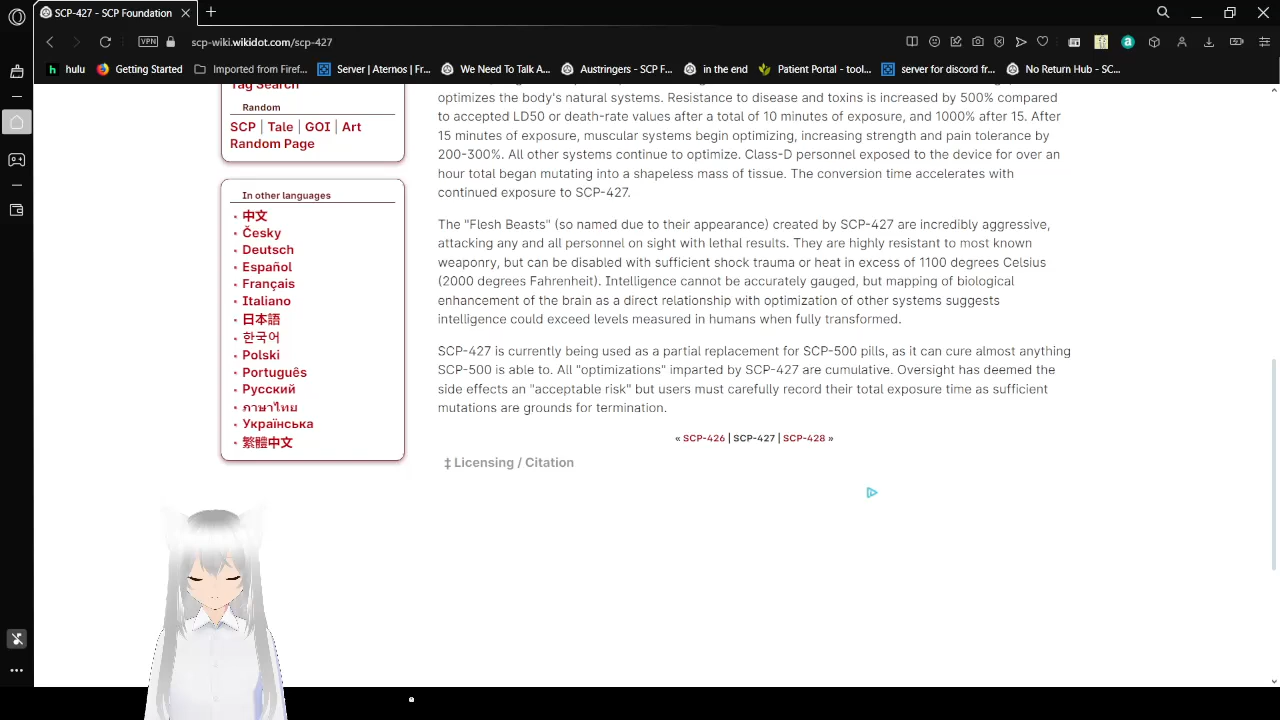 SCP-427 - SCP Foundation
VPN
scp-wiki.wikidot.com/scp-427
hulu
Getting Started
Imported from Firef...
Server | Aternos | Fr...
We Need To Talk A...
Austringers - SCP F...
in the end
Patient Portal - tool...
server for discord fr...
No Return Hub - SC...
Tag Search
Random
SCP | Tale | GOI | Art
Random Page
In other languages
中文
Česky
Deutsch
Español
Français
Italiano
日本語
한국어
Polski
Português
Русский
ภาษาไทย
Українська
繁體中文
optimizes the body's natural systems. Resistance to disease and toxins is increased by 500% compared
to accepted LD50 or death-rate values after a total of 10 minutes of exposure, and 1000% after 15. After
15 minutes of exposure, muscular systems begin optimizing, increasing strength and pain tolerance by
200-300%. All other systems continue to optimize. Class-D personnel exposed to the device for over an
hour total began mutating into a shapeless mass of tissue. The conversion time accelerates with
continued exposure to SCP-427.
The "Flesh Beasts" (so named due to their appearance) created by SCP-427 are incredibly aggressive,
attacking any and all personnel on sight with lethal results. They are highly resistant to most known
weaponry, but can be disabled with sufficient shock trauma or heat in excess of 1100 degrees Celsius
(2000 degrees Fahrenheit). Intelligence cannot be accurately gauged, but mapping of biological
enhancement of the brain as a direct relationship with optimization of other systems suggests
intelligence could exceed levels measured in humans when fully transformed.
SCP-427 is currently being used as a partial replacement for SCP-500 pills, as it can cure almost anything
SCP-500 is able to. All "optimizations" imparted by SCP-427 are cumulative. Oversight has deemed the
side effects an "acceptable risk" but users must carefully record their total exposure time as sufficient
mutations are grounds for termination.
« SCP-426 | SCP-427 | SCP-428 »
‡ Licensing / Citation